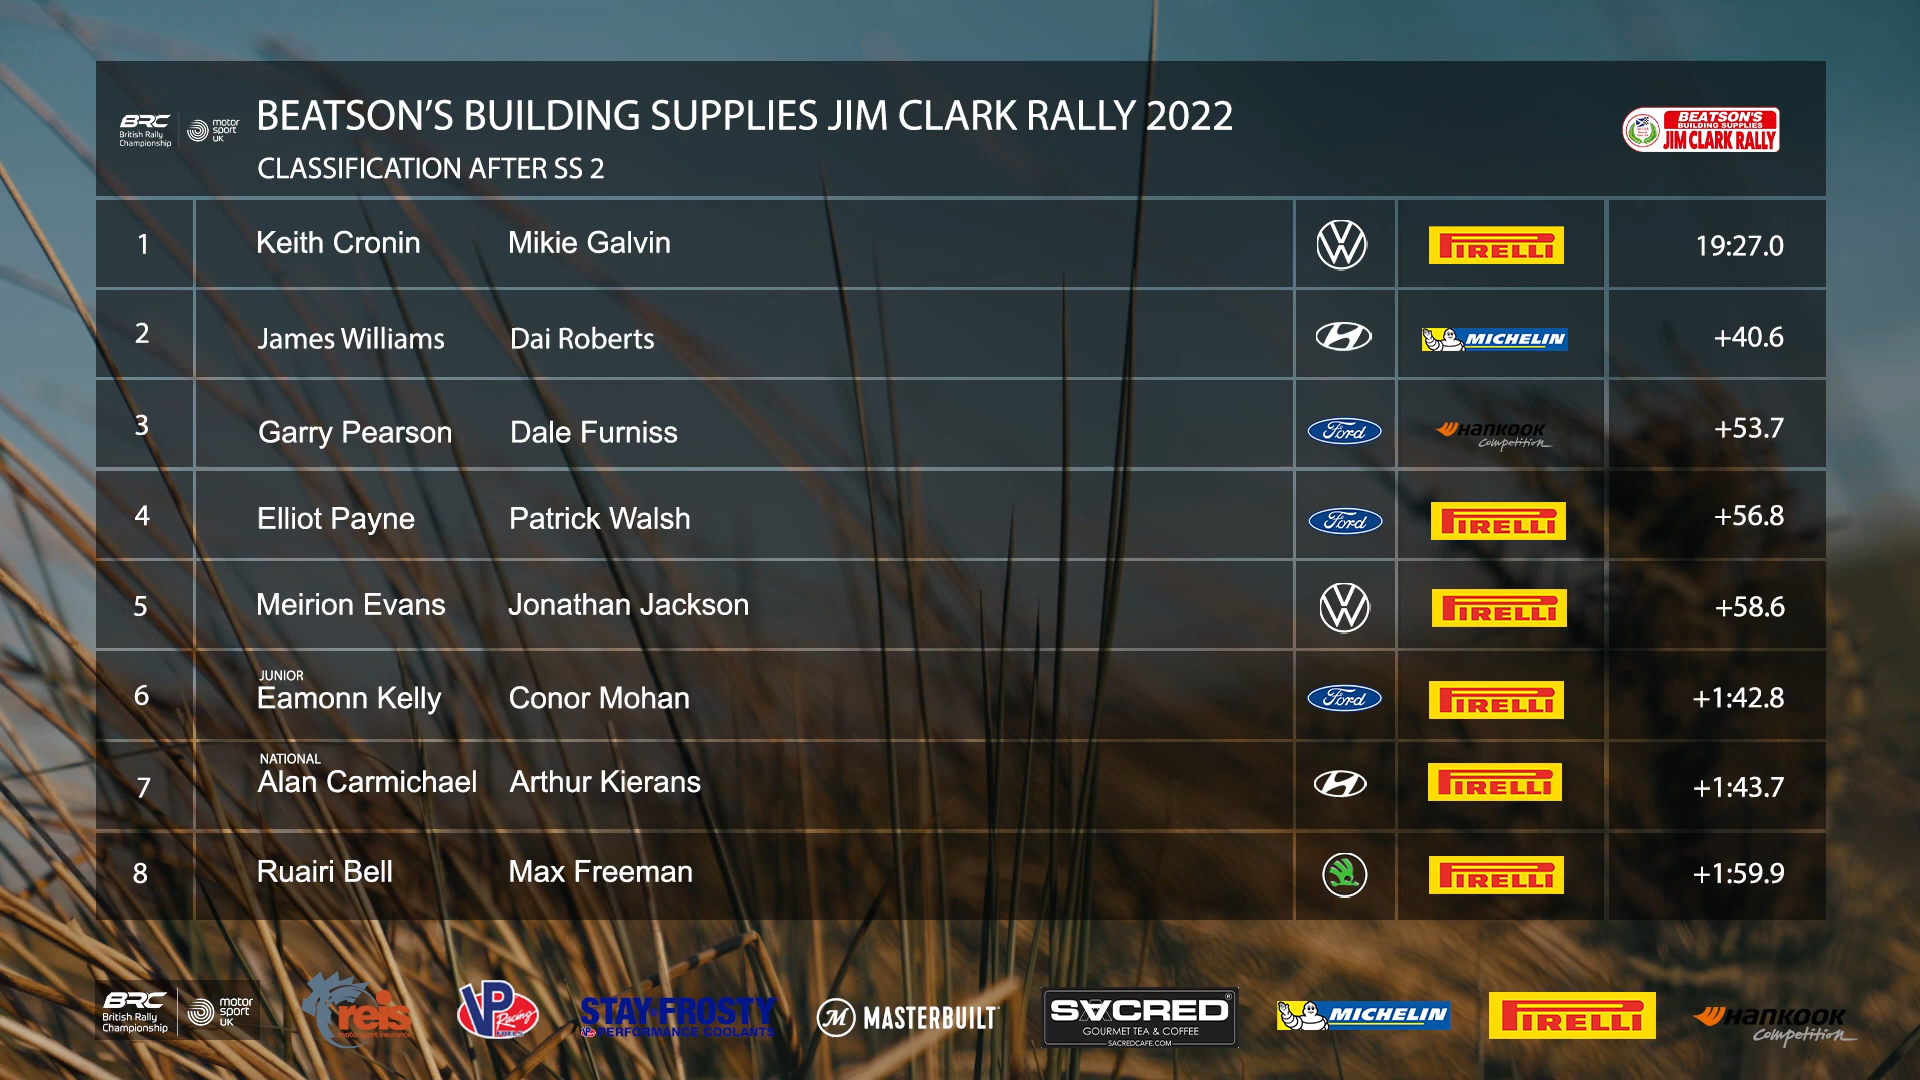 BRC
British Rally
Championship
motor
sport
UK
BEATSON'S BUILDING SUPPLIES JIM CLARK RALLY 2022
CLASSIFICATION AFTER SS 2
BEATSON'S
BUILDING SUPPLIES
JIM CLARK RALLY
1 Keith Cronin Mikie Galvin PIRELLI 19:27.0
2 James Williams Dai Roberts MICHELIN +40.6
3 Garry Pearson Dale Furniss Ford Hankook Competition +53.7
4 Elliot Payne Patrick Walsh Ford PIRELLI +56.8
5 Meirion Evans Jonathan Jackson PIRELLI +58.6
JUNIOR
6 Eamonn Kelly Conor Mohan Ford PIRELLI +1:42.8
NATIONAL
7 Alan Carmichael Arthur Kierans PIRELLI +1:43.7
8 Ruairi Bell Max Freeman PIRELLI +1:59.9
BRC
British Rally
Championship
motor
sport
UK
reis
motorsport insurance
VP Racing
STAY FROSTY
PERFORMANCE COOLANTS
M MASTERBUILT
SACRED
GOURMET TEA & COFFEE
SACREDCAFE.COM
MICHELIN
PIRELLI
Hankook
Competition